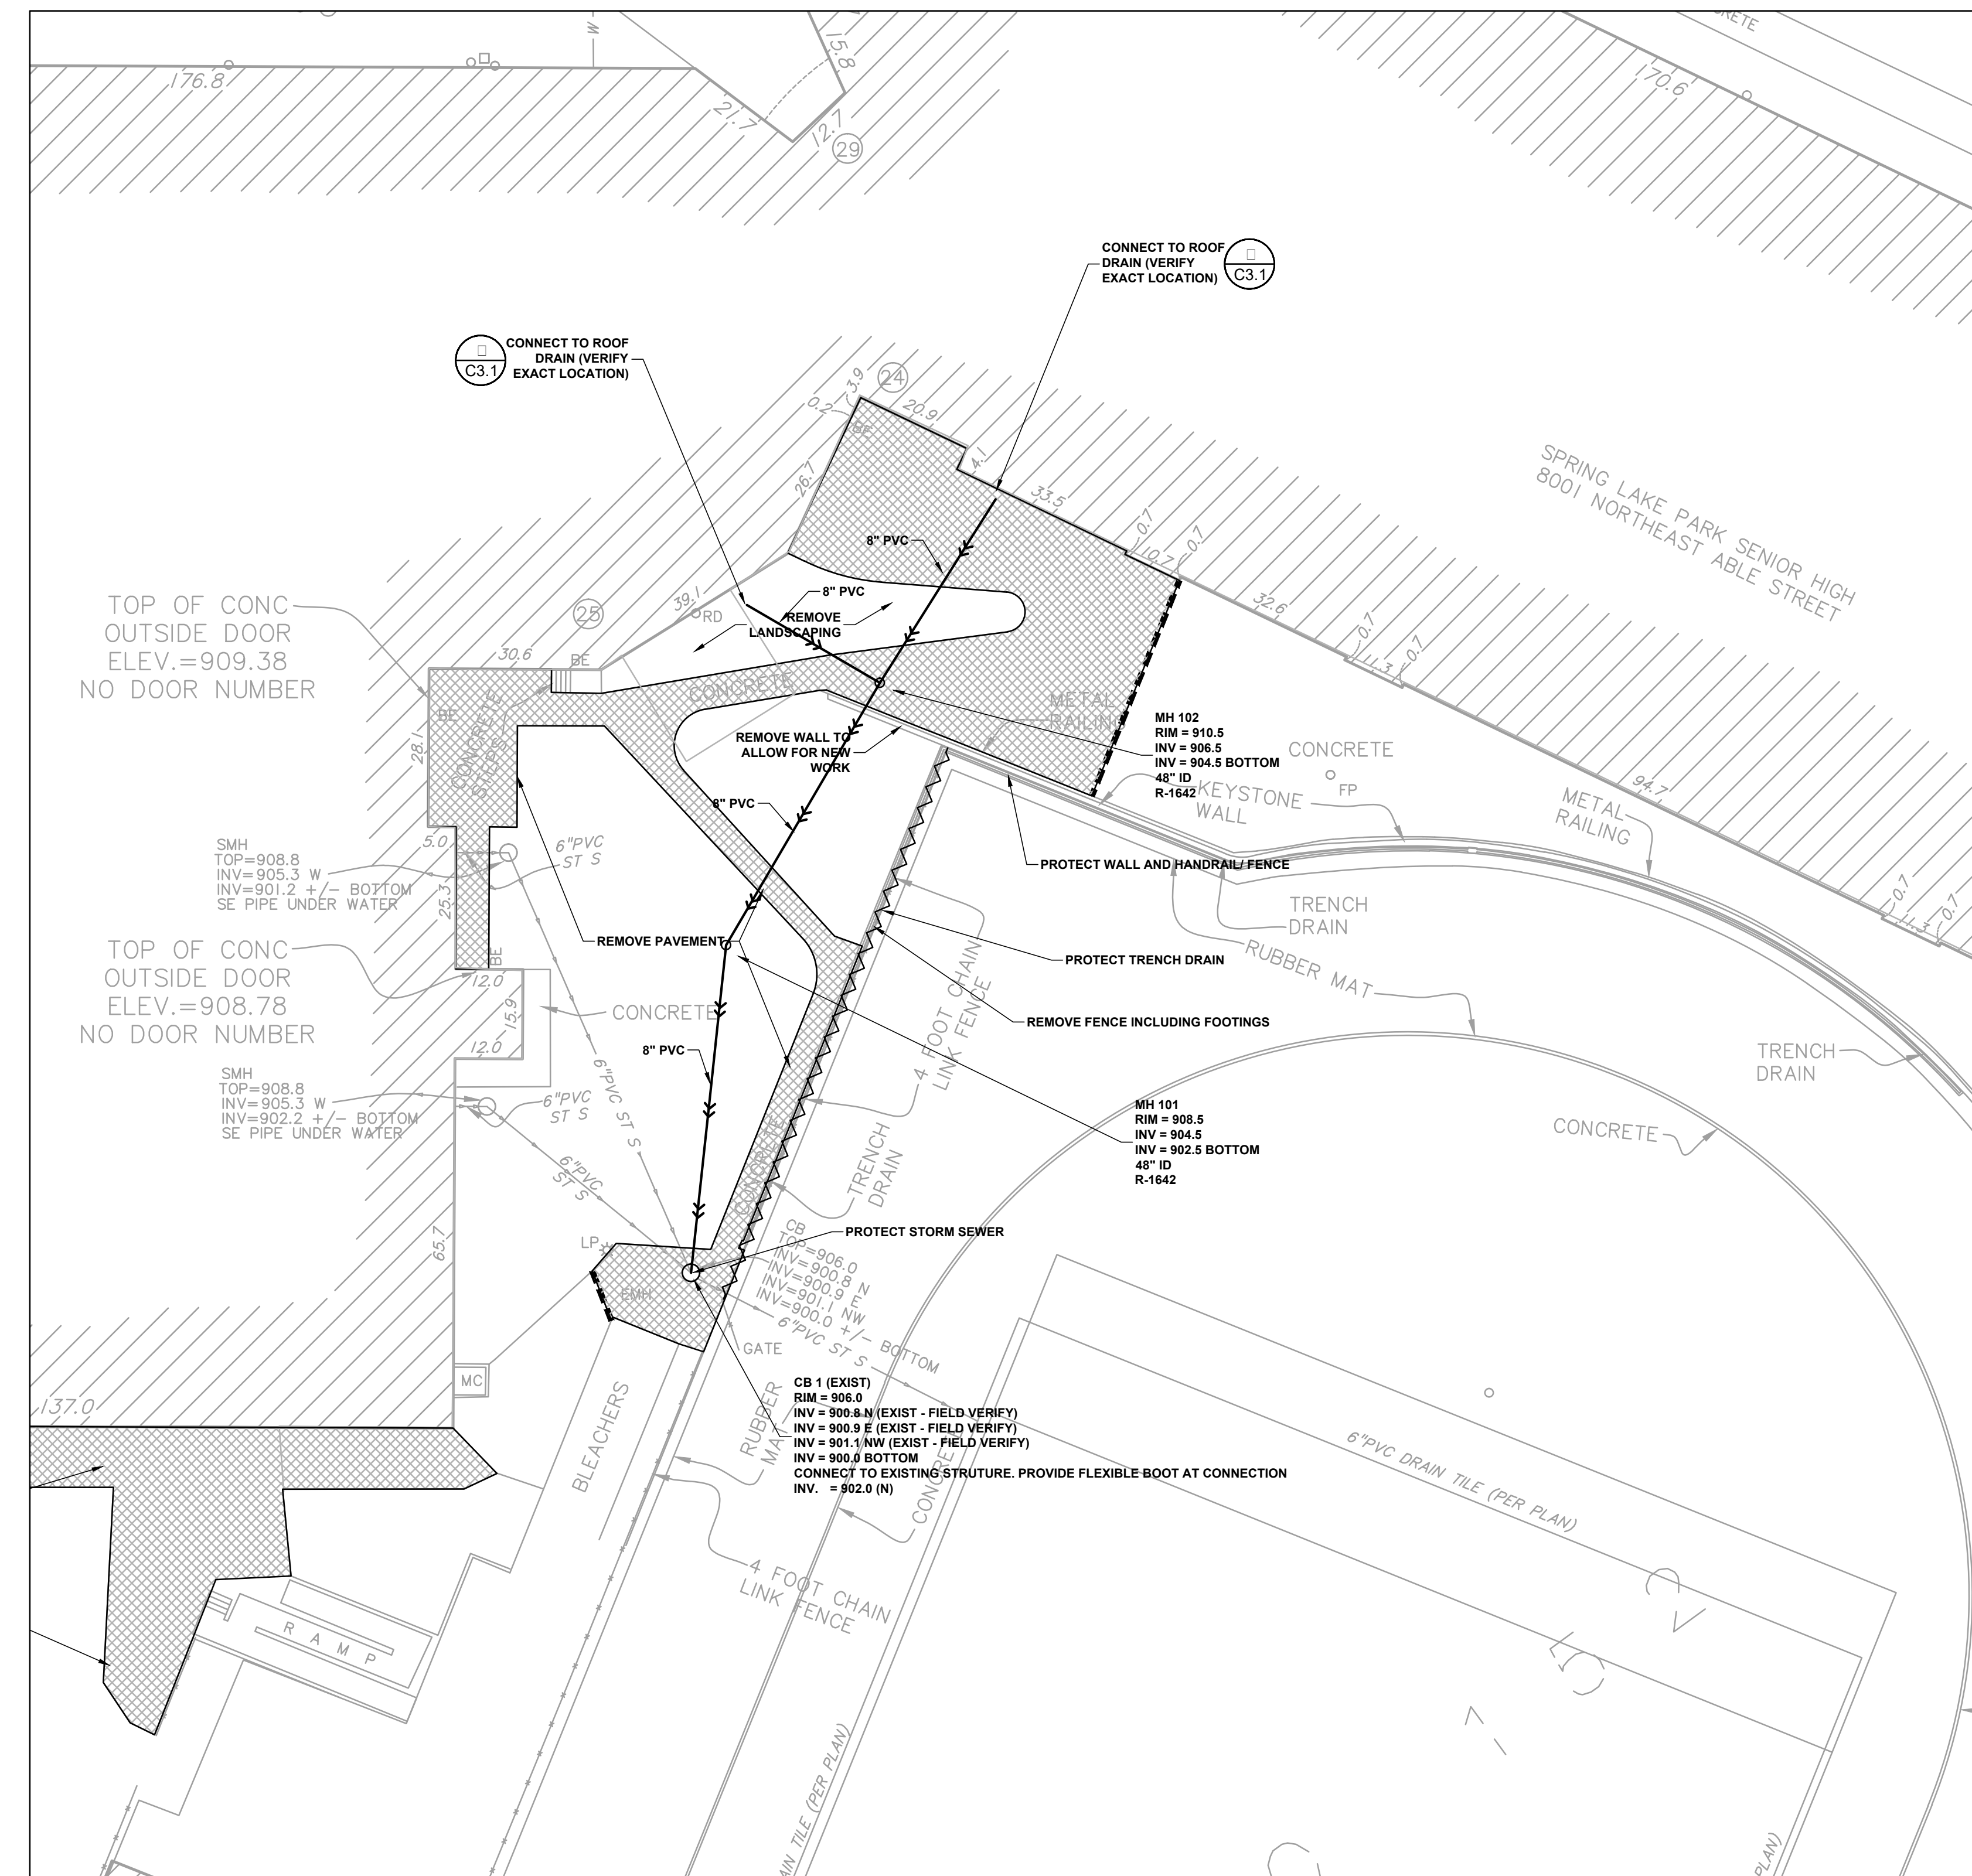 CRETE
W
15.8
176.8
21.7
12.7
29
70.6
CONNECT TO ROOF
DRAIN (VERIFY
EXACT LOCATION)
C3.1
CONNECT TO ROOF
DRAIN (VERIFY
EXACT LOCATION)
C3.1
24
3.9
0.2
20.9
BE
4.1
26.7
33.5
0.7
10.7
0.7
SPRING LAKE PARK SENIOR HIGH
8001 NORTHEAST ABLE STREET
8" PVC
8" PVC
39.1
RD
REMOVE
LANDSCAPING
25
30.6
BE
32.6
0.7
11.3
0.7
TOP OF CONC
OUTSIDE DOOR
ELEV.=909.38
NO DOOR NUMBER
CONCRETE
BE
CONCRETE
STEPS
28.1
METAL
RAILING
REMOVE WALL TO
ALLOW FOR NEW
WORK
MH 102
RIM = 910.5
INV = 906.5
INV = 904.5 BOTTOM
48" ID
R-1642
CONCRETE
FP
KEYSTONE
WALL
METAL
RAILING
94.7
8" PVC
5.0
SMH
TOP=908.8
INV=905.3 W
INV=901.2 +/- BOTTOM
SE PIPE UNDER WATER
6"PVC
ST S
25.3
PROTECT WALL AND HANDRAIL/ FENCE
TRENCH
DRAIN
0.7
11.3
0.7
REMOVE PAVEMENT
TOP OF CONC
OUTSIDE DOOR
ELEV.=908.78
NO DOOR NUMBER
BE
12.0
15.9
12.0
CONCRETE
PROTECT TRENCH DRAIN
RUBBER MAT
4 FOOT CHAIN
LINK FENCE
REMOVE FENCE INCLUDING FOOTINGS
8" PVC
6"PVC ST S
TRENCH
DRAIN
SMH
TOP=908.8
INV=905.3 W
INV=902.2 +/- BOTTOM
SE PIPE UNDER WATER
6"PVC
ST S
6"PVC
ST S
MH 101
RIM = 908.5
INV = 904.5
INV = 902.5 BOTTOM
48" ID
R-1642
CONCRETE
CONCRETE
TRENCH
DRAIN
65.7
LP
PROTECT STORM SEWER
CB
TOP=906.0
INV=900.8 N
INV=900.9 E
INV=901.1 NW
INV=900.0 +/- BOTTOM
6"PVC ST S
EMH
GATE
MC
137.0
BLEACHERS
RUBBER
MAT
CB 1 (EXIST)
RIM = 906.0
INV = 900.8 N (EXIST - FIELD VERIFY)
INV = 900.9 E (EXIST - FIELD VERIFY)
INV = 901.1 NW (EXIST - FIELD VERIFY)
INV = 900.0 BOTTOM
CONNECT TO EXISTING STRUTURE. PROVIDE FLEXIBLE BOOT AT CONNECTION
INV. = 902.0 (N)
CONCRETE
6"PVC DRAIN TILE (PER PLAN)
4 FOOT CHAIN
LINK FENCE
RAMP
AIN TILE (PER PLAN)
PLAN)